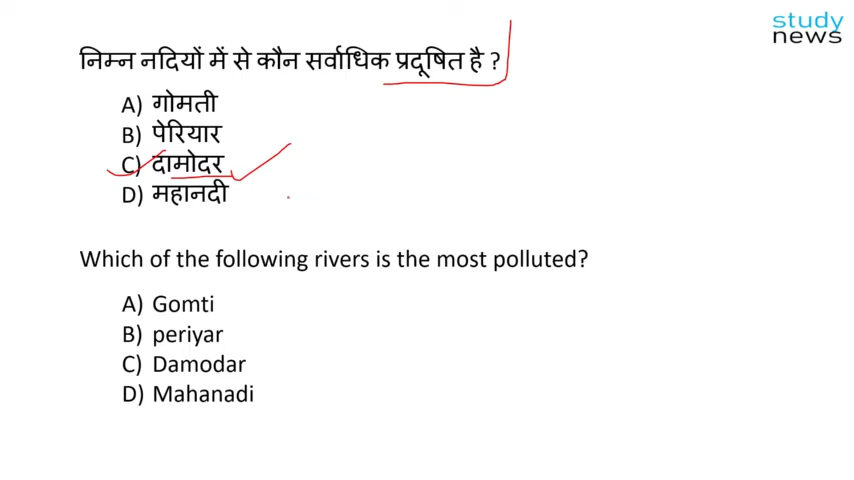 study
news
निम्न नदियों में से कौन सर्वाधिक प्रदूषित है ?
A) गोमती
B) पेरियार
C) दामोदर
D) महानदी
Which of the following rivers is the most polluted?
A) Gomti
B) periyar
C) Damodar
D) Mahanadi